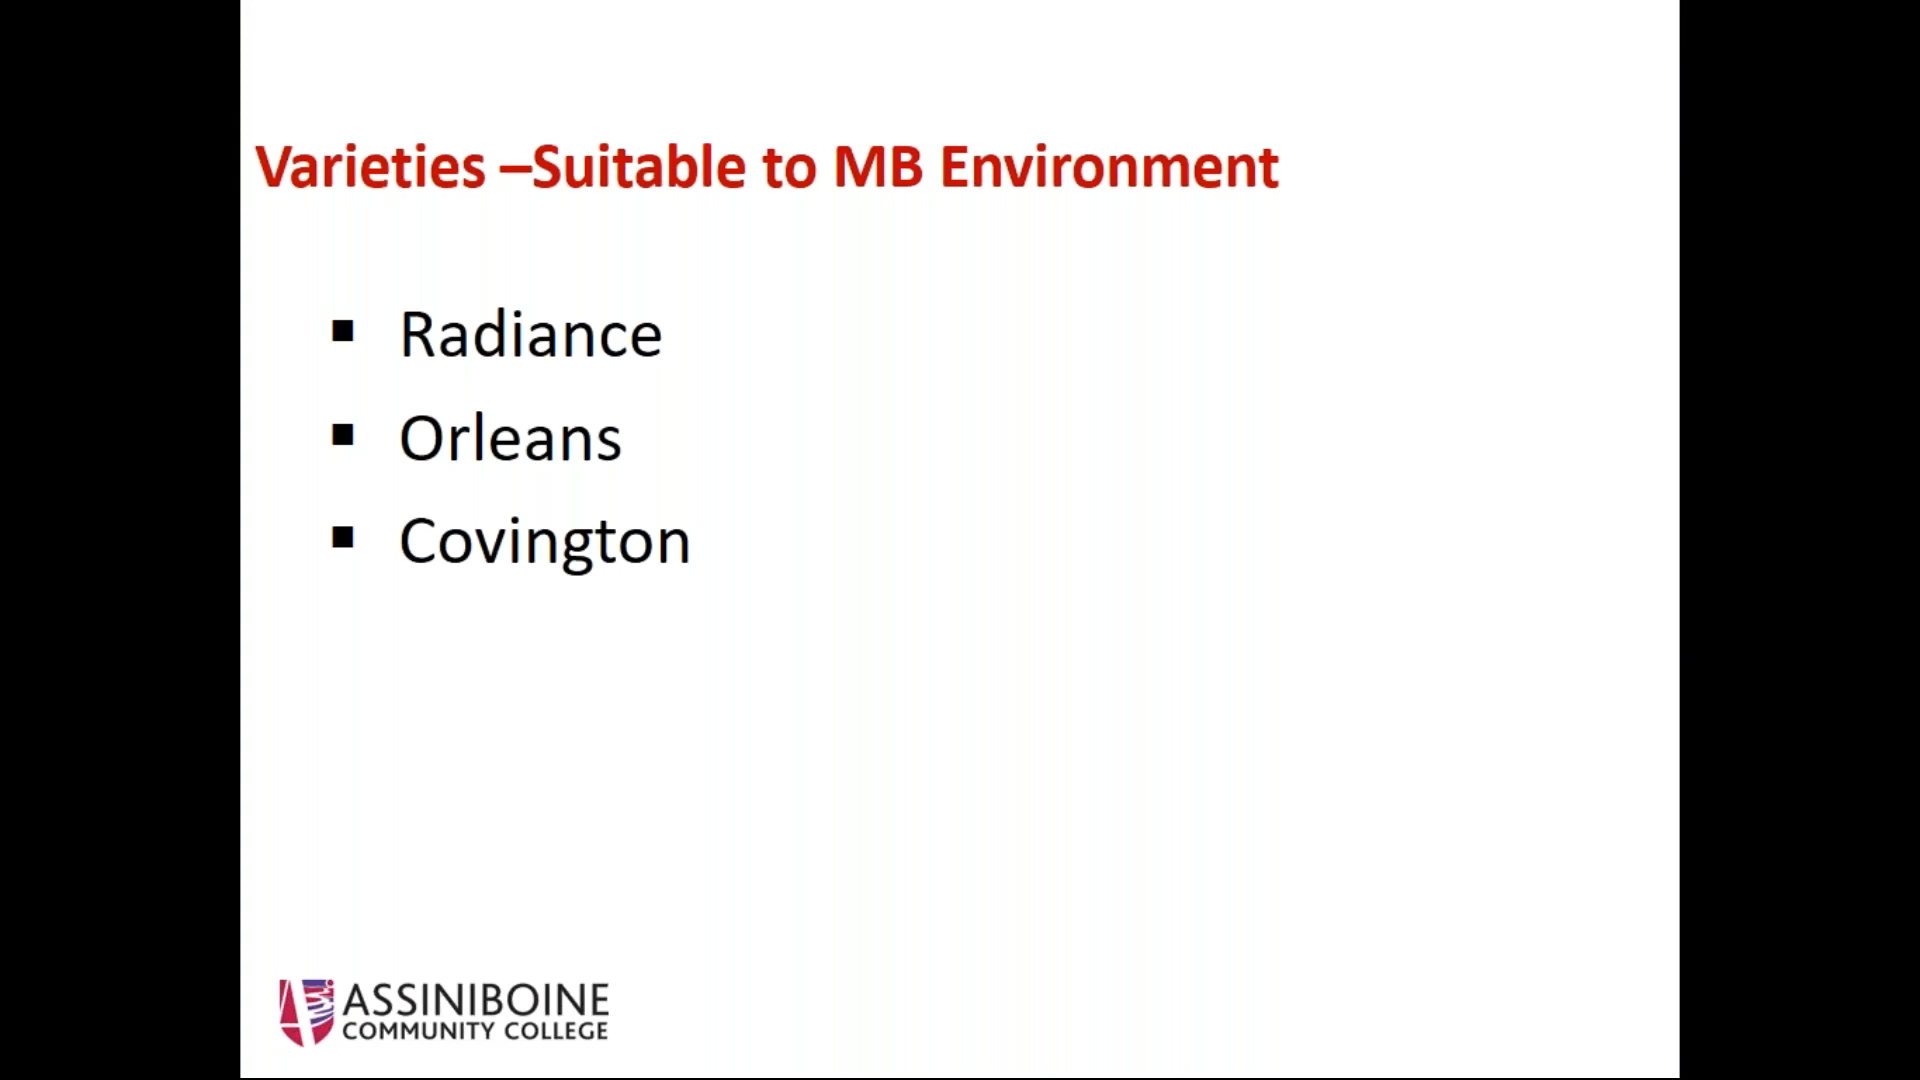 Varieties –Suitable to MB Environment
▪ Radiance
▪ Orleans
▪ Covington
ASSINIBOINE
COMMUNITY COLLEGE